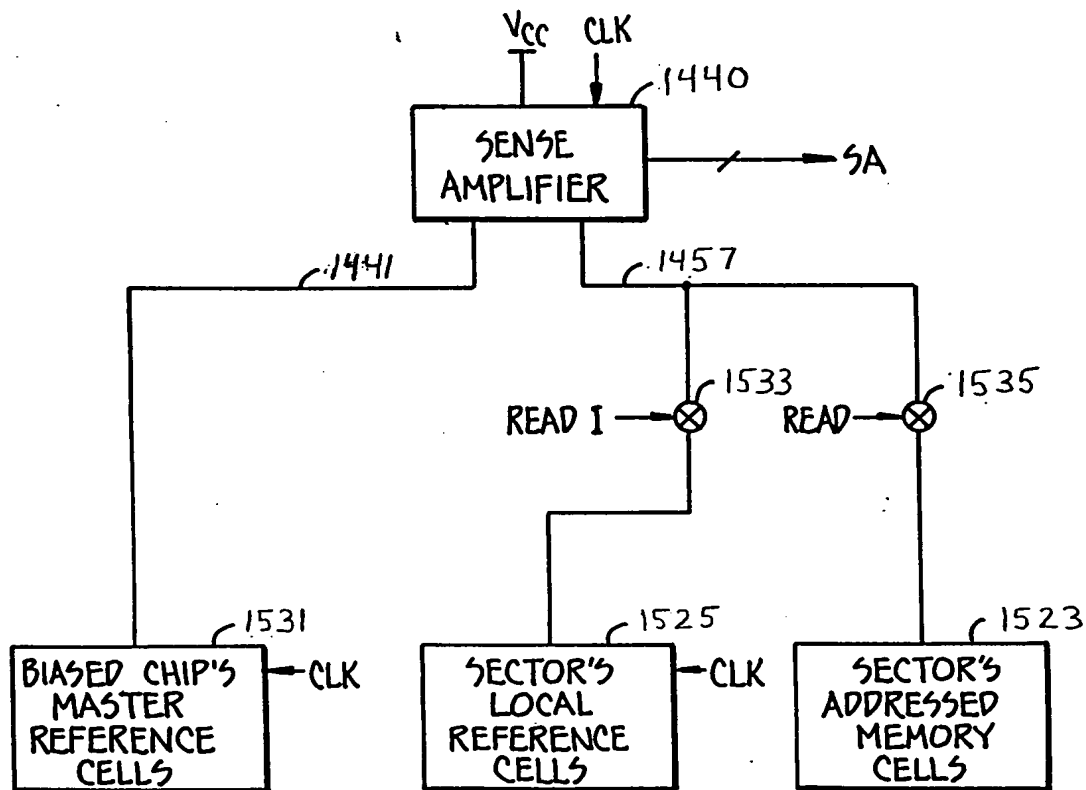 VCC CLK
1440
SENSE
AMPLIFIER
SA
1441
1457
1533
1535
READ I
READ
1531
1525
1523
BIASED CHIP'S
MASTER
REFERENCE
CELLS
CLK
SECTOR'S
LOCAL
REFERENCE
CELLS
CLK
SECTOR'S
ADDRESSED
MEMORY
CELLS